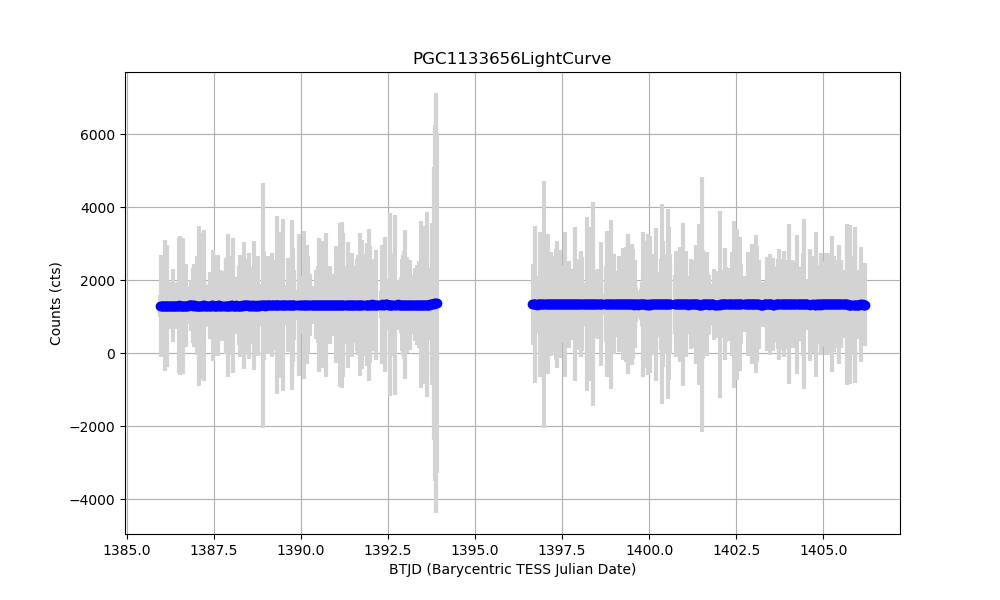 PGC1133656LightCurve
Counts (cts)
6000
4000
2000
0
−2000
−4000
1385.0 1387.5 1390.0 1392.5 1395.0 1397.5 1400.0 1402.5 1405.0
BTJD (Barycentric TESS Julian Date)